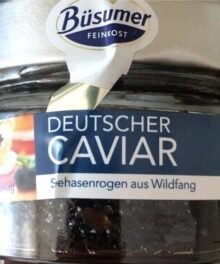 Büsumer
FEINKOST
DEUTSCHER
CAVIAR
Seehasenrogen aus Wildfang